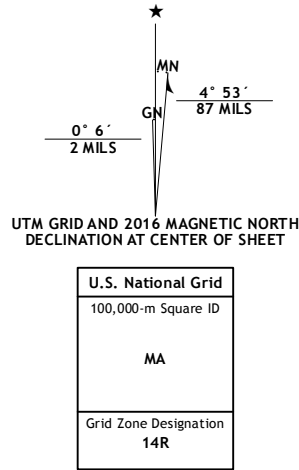 ★
MN
4° 53´
87 MILS
GN
0° 6´
2 MILS
UTM GRID AND 2016 MAGNETIC NORTH
DECLINATION AT CENTER OF SHEET
U.S. National Grid
100,000-m Square ID
MA
Grid Zone Designation
14R